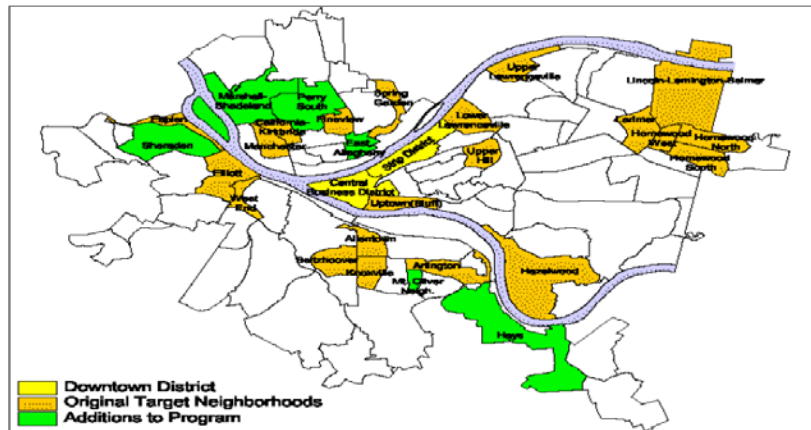 Upper
Lawrenceville
Lincoln-Lemington-Belmar
Marshall-
Shadeland
Perry
South
Spring
Garden
Esplen
California-
Kirkbride
Fineview
Lower
Lawrenceville
Larimer
Homewood
West
Homewood
North
Homewood
South
Sheraden
Manchester
East
Allegheny
Strip District
Upper
Hill
Elliott
Central
Business District
West
End
Uptown(Bluff)
Allentown
Beltzhoover
Knoxville
Arlington
Mt. Oliver
Neigh.
Hazelwood
Hays
Downtown District
Original Target Neighborhoods
Additions to Program